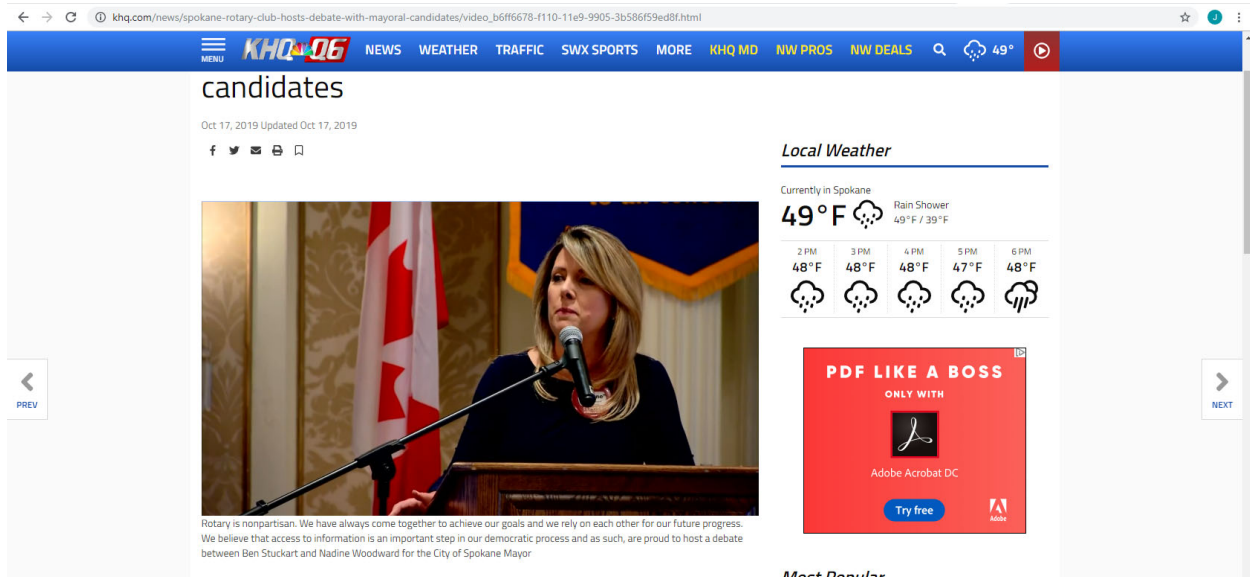 khq.com/news/spokane-rotary-club-hosts-debate-with-mayoral-candidates/video_b6ff6678-f110-11e9-9905-3b586f59ed8f.html
J
MENU
KHQ Q6
NEWS WEATHER TRAFFIC SWX SPORTS MORE KHQ MD NW PROS NW DEALS 49°
candidates
Oct 17, 2019 Updated Oct 17, 2019
Rotary is nonpartisan. We have always come together to achieve our goals and we rely on each other for our future progress.
We believe that access to information is an important step in our democratic process and as such, are proud to host a debate
between Ben Stuckart and Nadine Woodward for the City of Spokane Mayor
PREV
Local Weather
Currently in Spokane
49°F
Rain Shower
49°F / 39°F
2 PM 3 PM 4 PM 5 PM 6 PM
48°F 48°F 48°F 47°F 48°F
PDF LIKE A BOSS
ONLY WITH
Adobe Acrobat DC
Try free
Adobe
NEXT
Most Popular